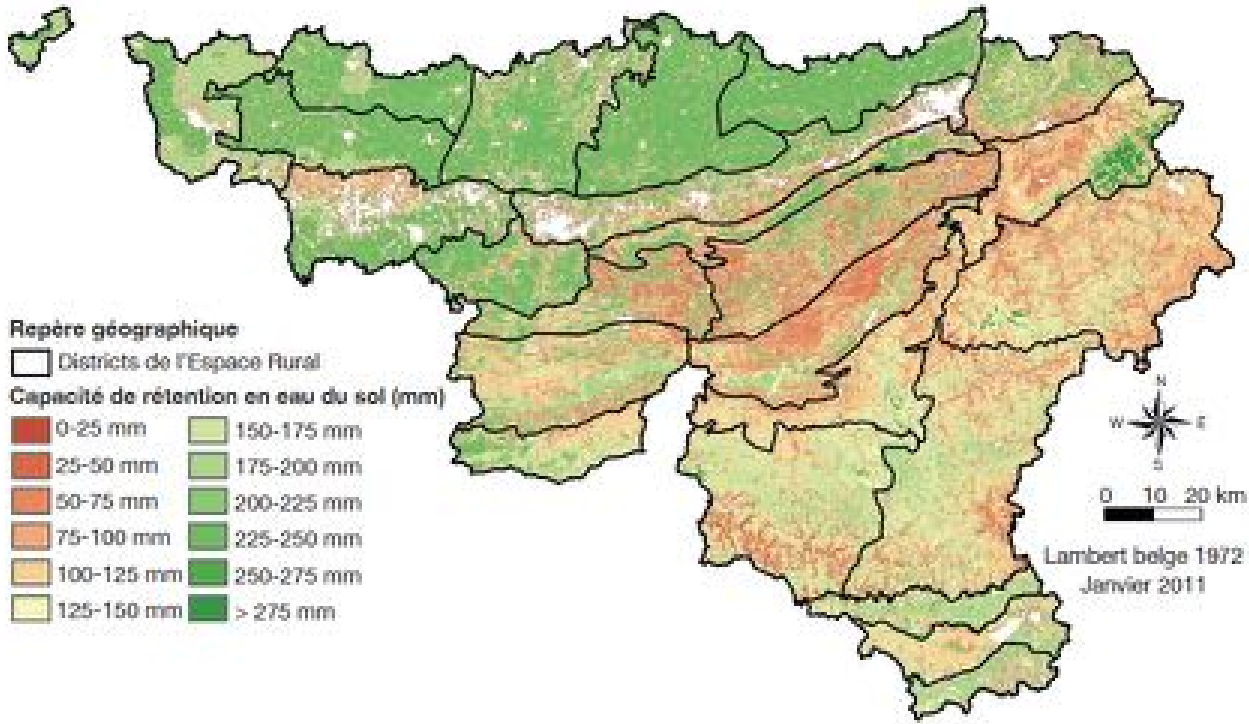 Repère géographique
Districts de l'Espace Rural
Capacité de rétention en eau du sol (mm)
0-25 mm
25-50 mm
50-75 mm
75-100 mm
100-125 mm
125-150 mm
150-175 mm
175-200 mm
200-225 mm
225-250 mm
250-275 mm
> 275 mm
N
W E
S
0 10 20 km
Lambert belge 1972
Janvier 2011